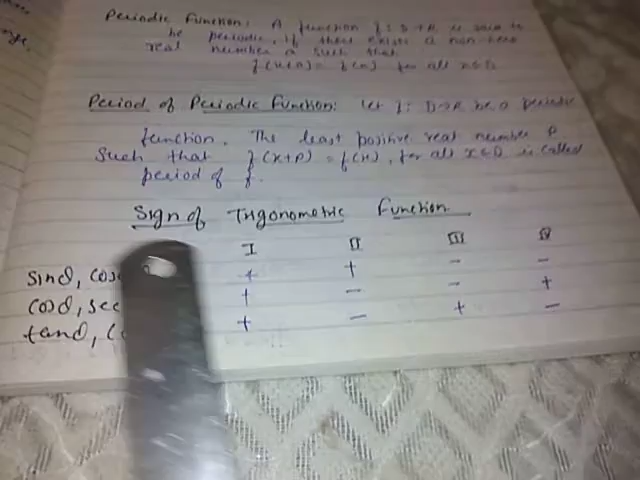 Periodic Function: A function f: D→R is said to
be periodic, if there exists a non-zero
real number a such that
f(x+a) = f(x) for all x∈D.
Period of Periodic Function: Let f: D→R be a periodic
function. The least positive real number P
Such that f(x+P) = f(x), for all x∈D is called
period of f.
Sign of Trigonometric Function
I II III IV
sinθ, cos + + - -
cosθ, sec + - - +
tanθ, + - + -